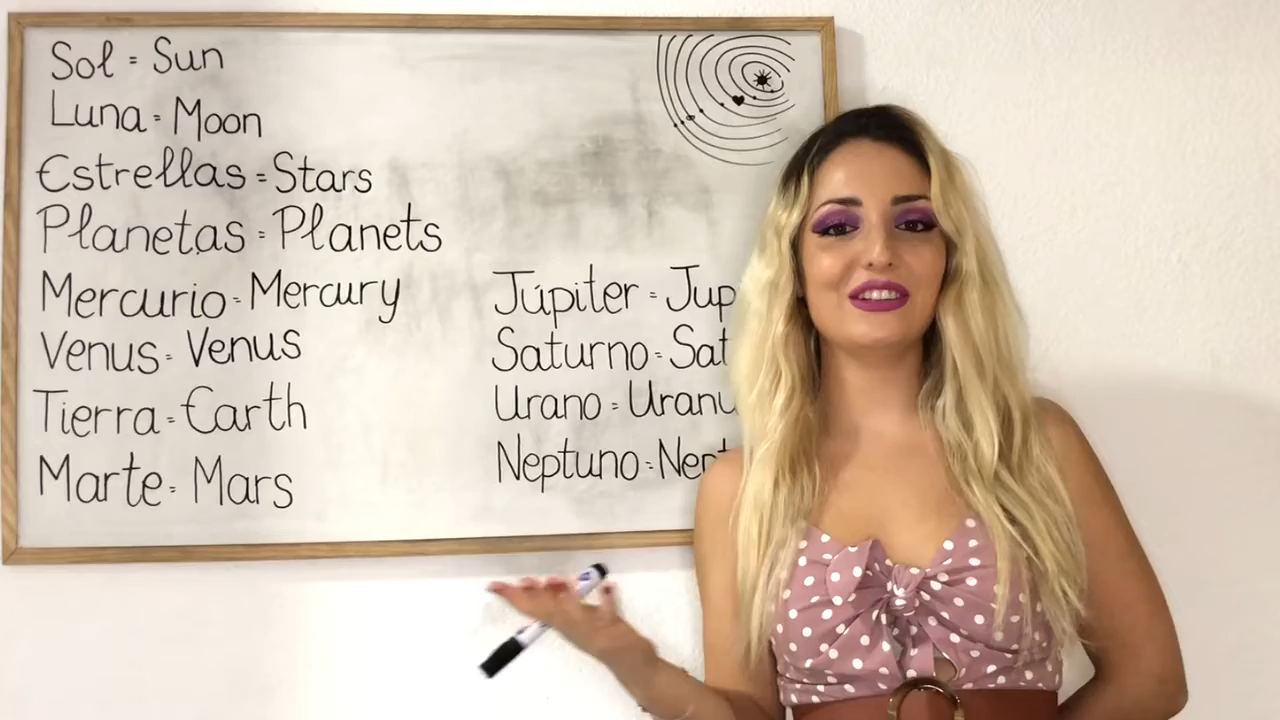 Sol = Sun
Luna = Moon
Estrellas = Stars
Planetas = Planets
Mercurio = Mercury
Venus = Venus
Tierra = Earth
Marte = Mars
Júpiter = Jup
Saturno = Sat
Urano = Uranu
Neptuno = Nept